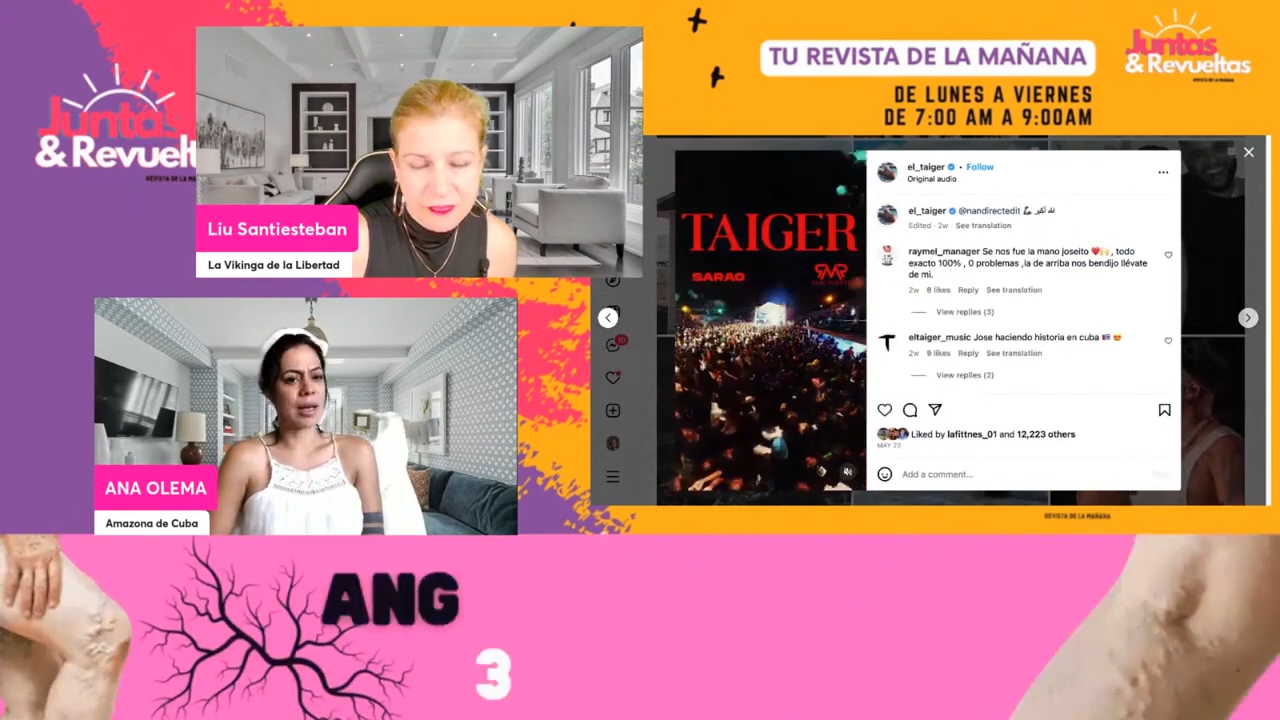 Juntas
& Revuelt
Liu Santiesteban
La Vikinga de la Libertad
ANA OLEMA
Amazona de Cuba
TU REVISTA DE LA MAÑANA
DE LUNES A VIERNES
DE 7:00 AM A 9:00AM
Juntas
& Revueltas
REVISTA DE LA MAÑANA
10
TAIGER
SARAO
el_taiger • Follow
Original audio
el_taiger @nandirectedit 💪🏽 الله أكبر
Edited · 2w See translation
raymel_manager Se nos fue la mano joseito ❤️🙌 , todo
exacto 100% , 0 problemas ,la de arriba nos bendijo llévate
de mi.
2w 6 likes Reply See translation
View replies (3)
eltaiger_music Jose haciendo historia en cuba 🇨🇺 😍
2w 9 likes Reply See translation
View replies (2)
Liked by lafittnes_01 and 12,223 others
MAY 22
Add a comment...
Post
REVISTA DE LA MAÑANA
ANG
3